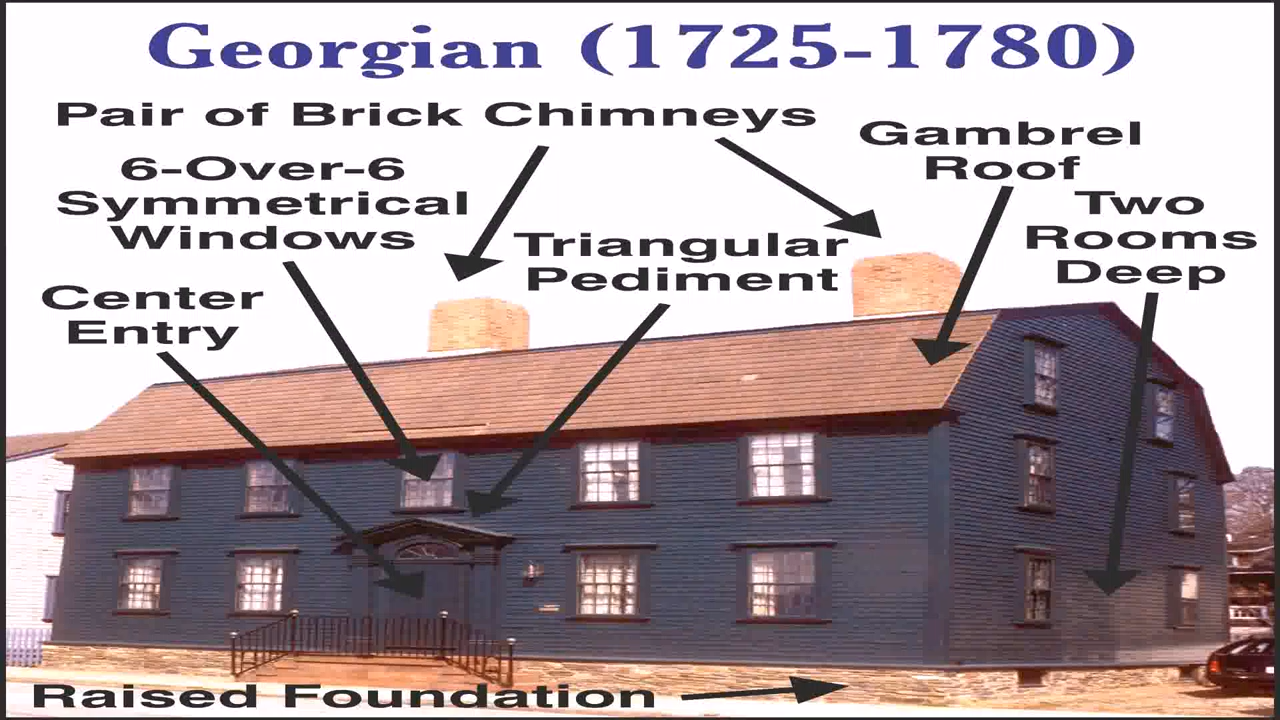 Georgian (1725-1780)
Pair of Brick Chimneys
6-Over-6
Symmetrical
Windows
Gambrel
Roof
Two
Rooms
Deep
Triangular
Pediment
Center
Entry
Raised Foundation